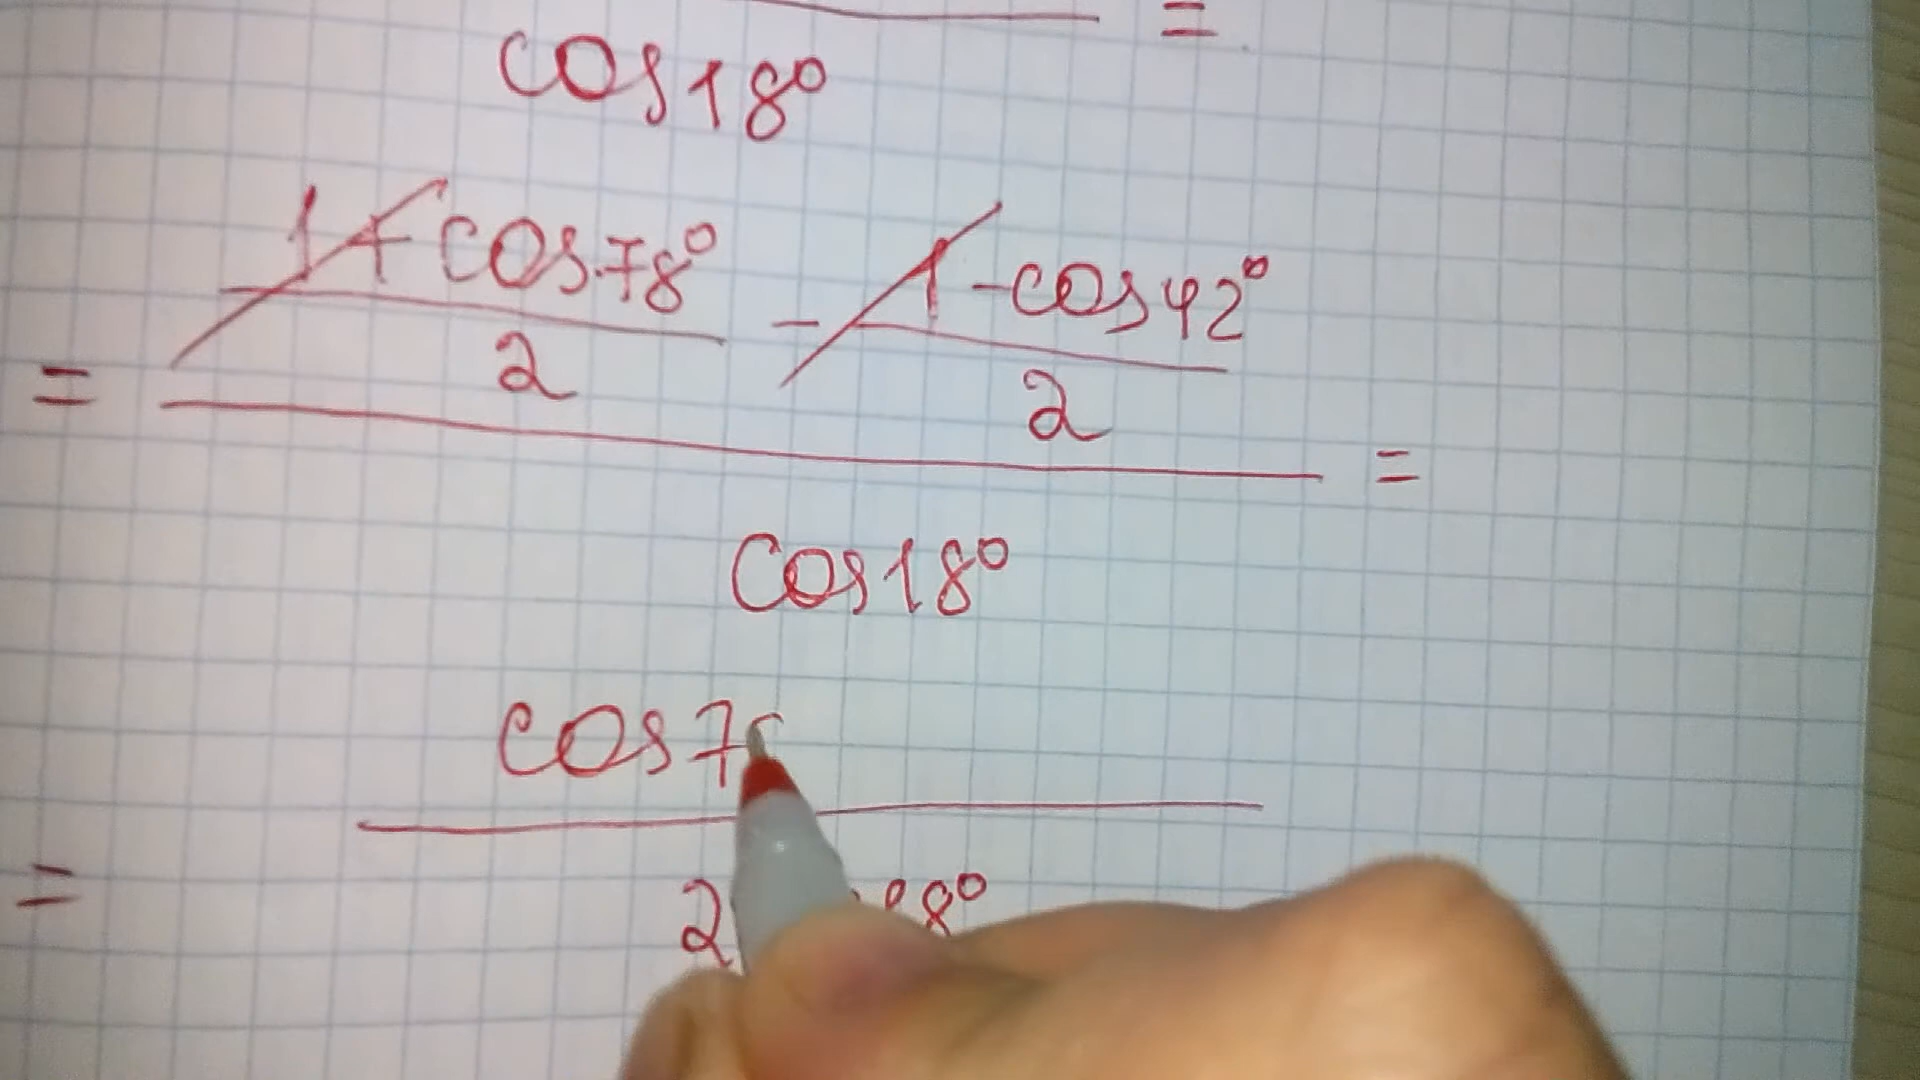 =
cos18°
1+cos78° - 1-cos42°
2 2
= =
cos18°
cos7
=
2 8°